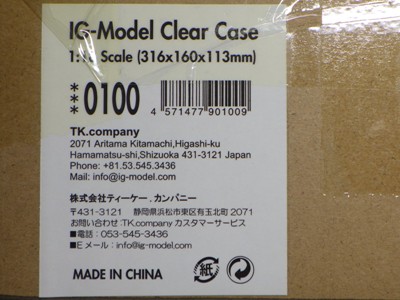 IG-Model Clear Case
1:18 Scale (316x160x113mm)
***0100
4 571477 901009
TK.company
2071 Aritama Kitamachi,Higashi-ku
Hamamatsu-shi,Shizuoka 431-3121 Japan
Phone: +81.53.545.3436
Mail: info@ig-model.com
株式会社ティーケー.カンパニー
〒431-3121 静岡県浜松市東区有玉北町 2071
お問い合わせ:TK.company カスタマーサービス
■電話:053-545-3436
■Eメール:info@ig-model.com
MADE IN CHINA
紙